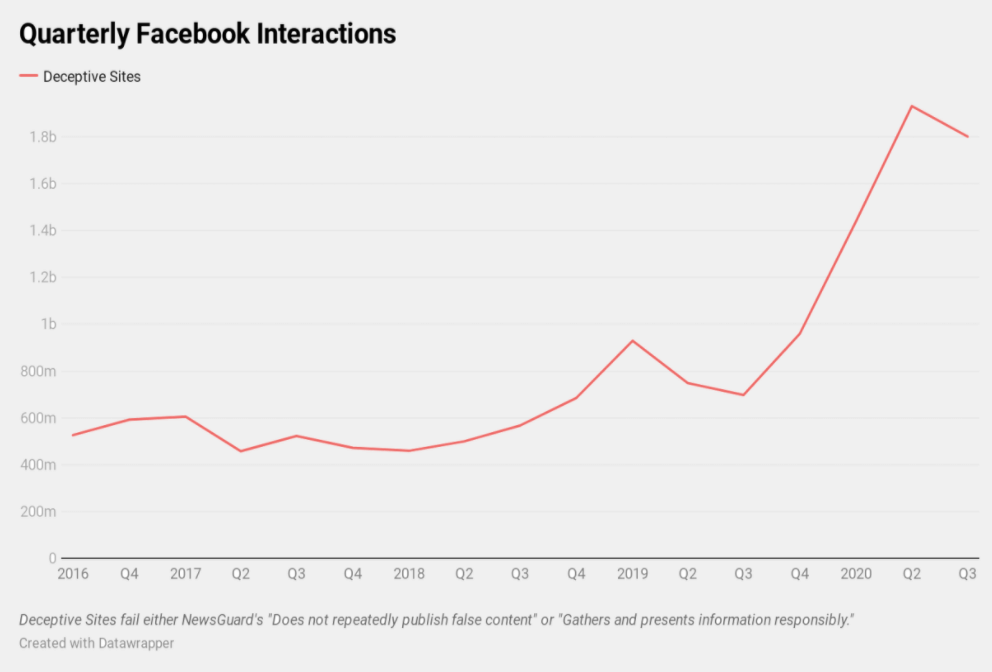 Quarterly Facebook Interactions
Deceptive Sites
1.8b
1.6b
1.4b
1.2b
1b
800m
600m
400m
200m
0
2016 Q4 2017 Q2 Q3 Q4 2018 Q2 Q3 Q4 2019 Q2 Q3 Q4 2020 Q2 Q3
Deceptive Sites fail either NewsGuard's "Does not repeatedly publish false content" or "Gathers and presents information responsibly."
Created with Datawrapper